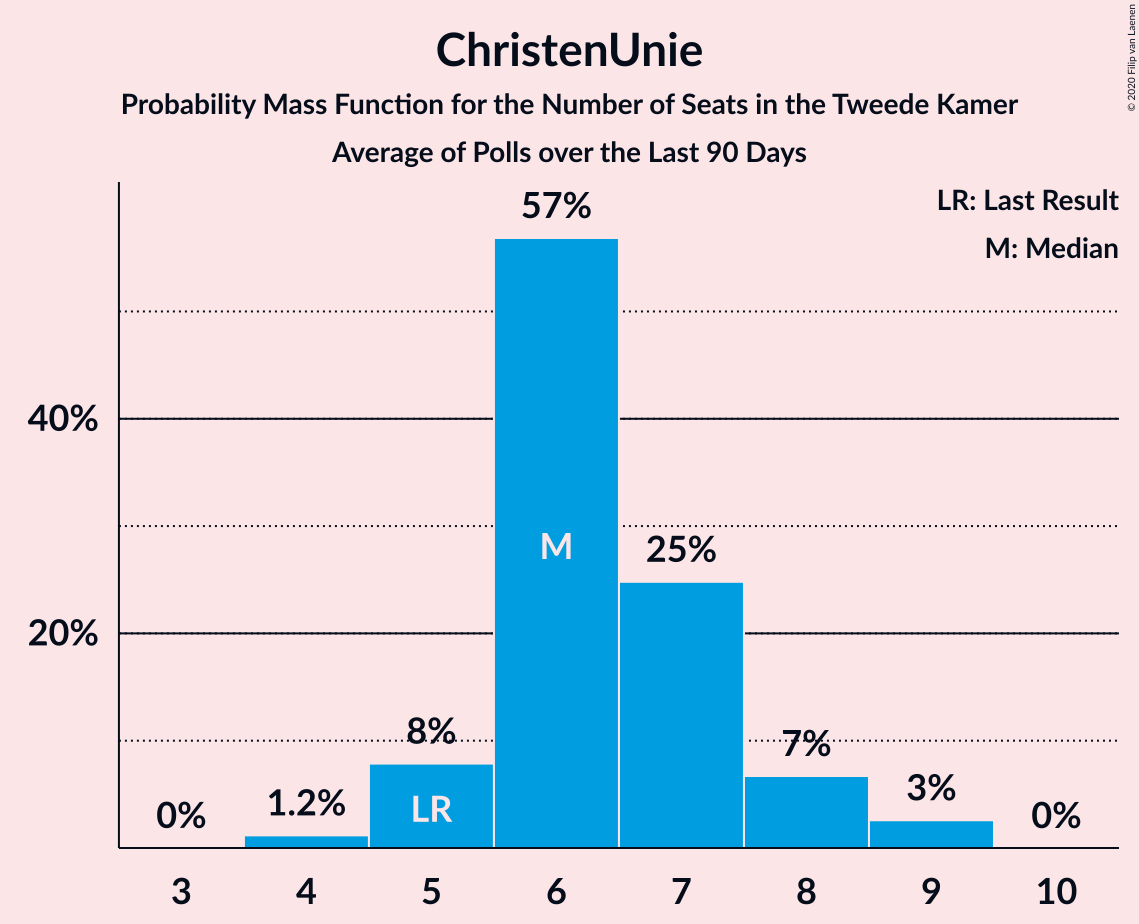 ChristenUnie
Probability Mass Function for the Number of Seats in the Tweede Kamer
Average of Polls over the Last 90 Days
© 2020 Filip van Laenen
LR: Last Result
M: Median
57%
40%
M
25%
20%
8%
7%
0%
1.2%
LR
3%
0%
3 4 5 6 7 8 9 10